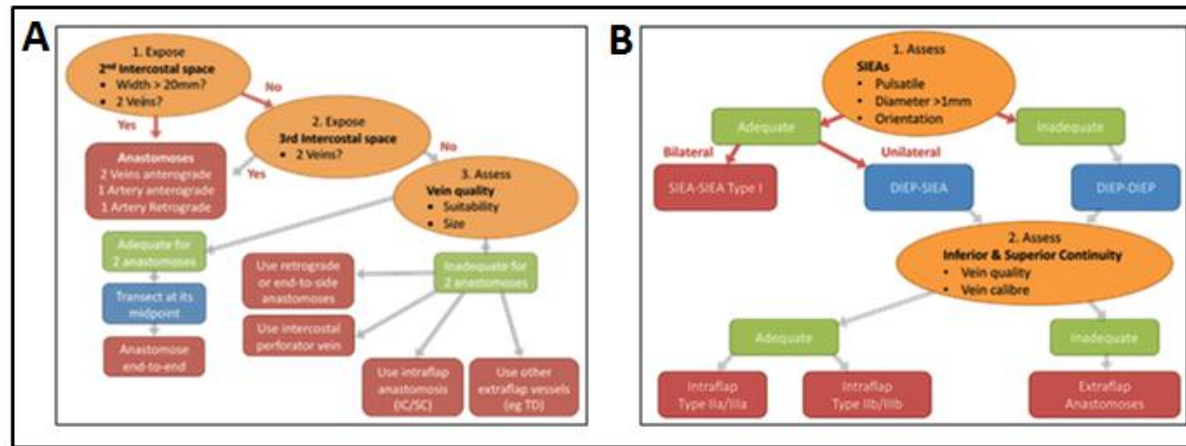 A
1. Expose
2nd Intercostal space
• Width > 20mm?
• 2 Veins?
No
Yes
2. Expose
3rd Intercostal space
• 2 Veins?
No
Yes
Anastomoses
2 Veins anterograde
1 Artery anterograde
1 Artery Retrograde
3. Assess
Vein quality
• Suitability
• Size
Adequate for
2 anastomoses
Transect at its
midpoint
Anastomose
end-to-end
Inadequate for
2 anastomoses
Use retrograde
or end-to-side
anastomoses
Use intercostal
perforator vein
Use intraflap
anastomosis
(IC/SC)
Use other
extraflap vessels
(eg TD)
B
1. Assess
SIEAs
• Pulsatile
• Diameter >1mm
• Orientation
Adequate
Inadequate
Bilateral
Unilateral
SIEA-SIEA Type I
DIEP-SIEA
DIEP-DIEP
2. Assess
Inferior & Superior Continuity
• Vein quality
• Vein calibre
Adequate
Inadequate
Intraflap
Type IIa/IIIa
Intraflap
Type IIb/IIIb
Extraflap
Anastomoses